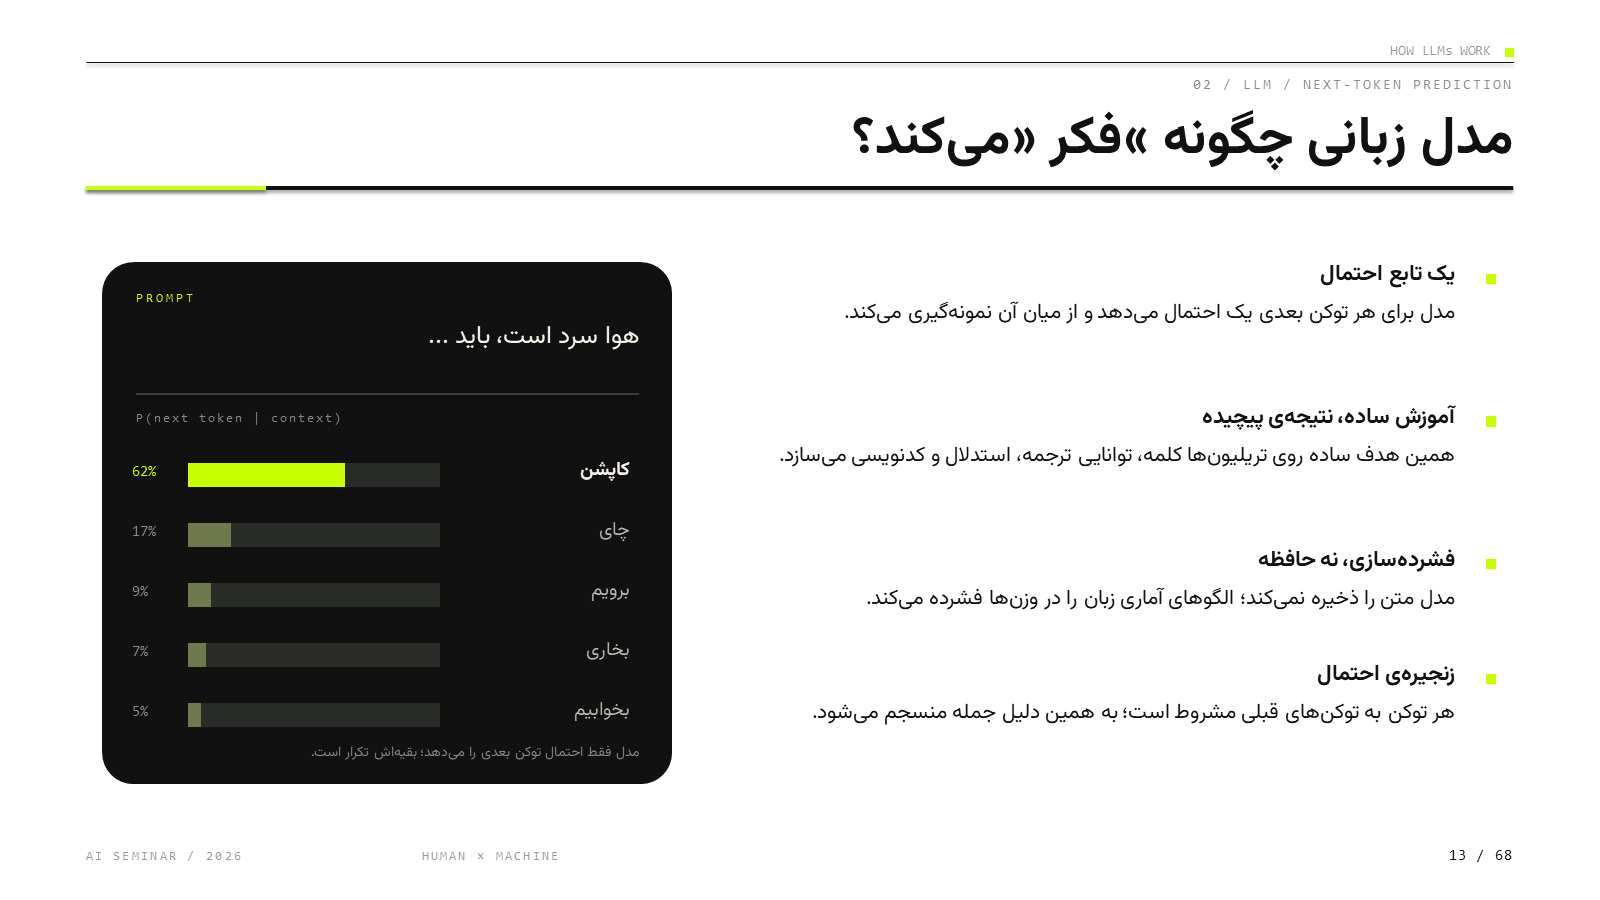 HOW LLMs WORK
02 / LLM / NEXT-TOKEN PREDICTION
مدل زبانی چگونه »فکر «می‌کند؟
یک تابع احتمال
مدل برای هر توکن بعدی یک احتمال می‌دهد و از میان آن نمونه‌گیری می‌کند.
آموزش ساده، نتیجه‌ی پیچیده
همین هدف ساده روی تریلیون‌ها کلمه، توانایی ترجمه، استدلال و کدنویسی می‌سازد.
فشرده‌سازی، نه حافظه
مدل متن را ذخیره نمی‌کند؛ الگوهای آماری زبان را در وزن‌ها فشرده می‌کند.
زنجیره‌ی احتمال
هر توکن به توکن‌های قبلی مشروط است؛ به همین دلیل جمله منسجم می‌شود.
PROMPT
هوا سرد است، باید ...
P(next token | context)
کاپشن 62%
چای 17%
برویم 9%
بخاری 7%
بخوابیم 5%
مدل فقط احتمال توکن بعدی را می‌دهد؛ بقیه‌اش تکرار است.
AI SEMINAR / 2026
HUMAN × MACHINE
13 / 68